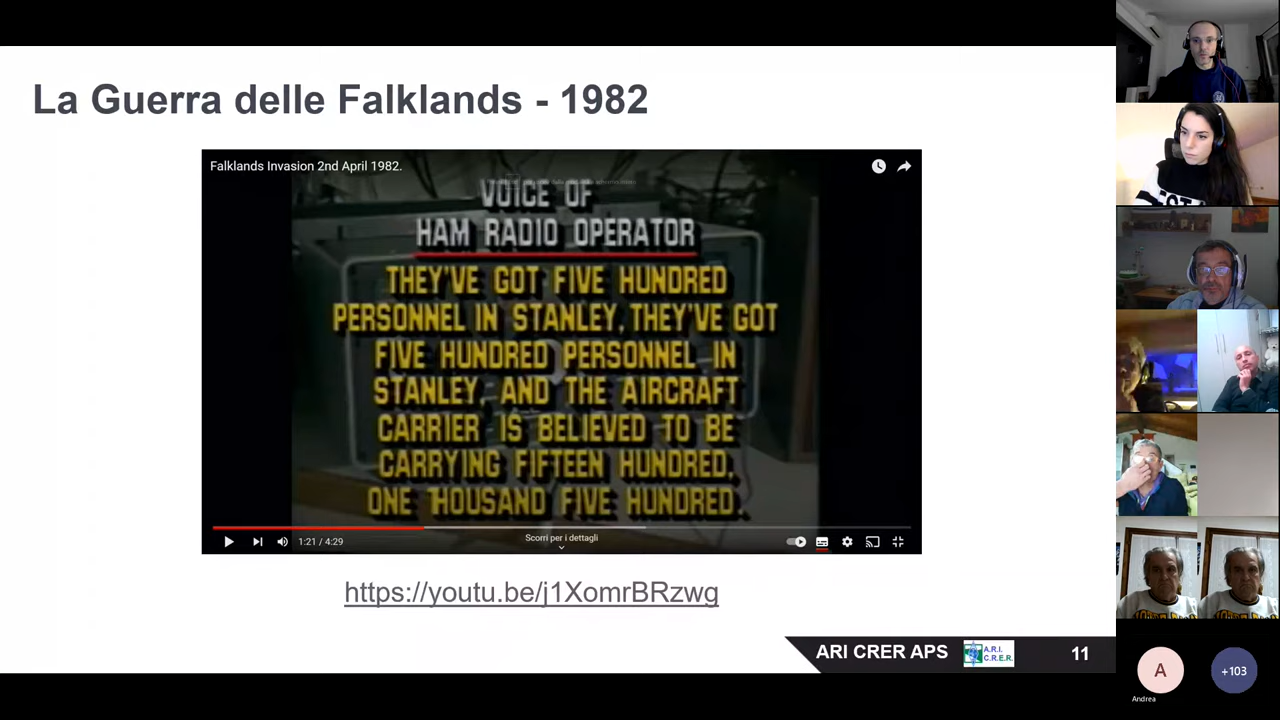 La Guerra delle Falklands - 1982
Falklands Invasion 2nd April 1982.
VOICE OF
HAM RADIO OPERATOR
THEY'VE GOT FIVE HUNDRED
PERSONNEL IN STANLEY, THEY'VE GOT
FIVE HUNDRED PERSONNEL IN
STANLEY, AND THE AIRCRAFT
CARRIER IS BELIEVED TO BE
CARRYING FIFTEEN HUNDRED,
ONE THOUSAND FIVE HUNDRED.
Scorri per i dettagli
1:21 / 4:29
https://youtu.be/j1XomrBRzwg
ARI CRER APS
A.R.I.
C.R.E.R.
11
A
Andrea
+103